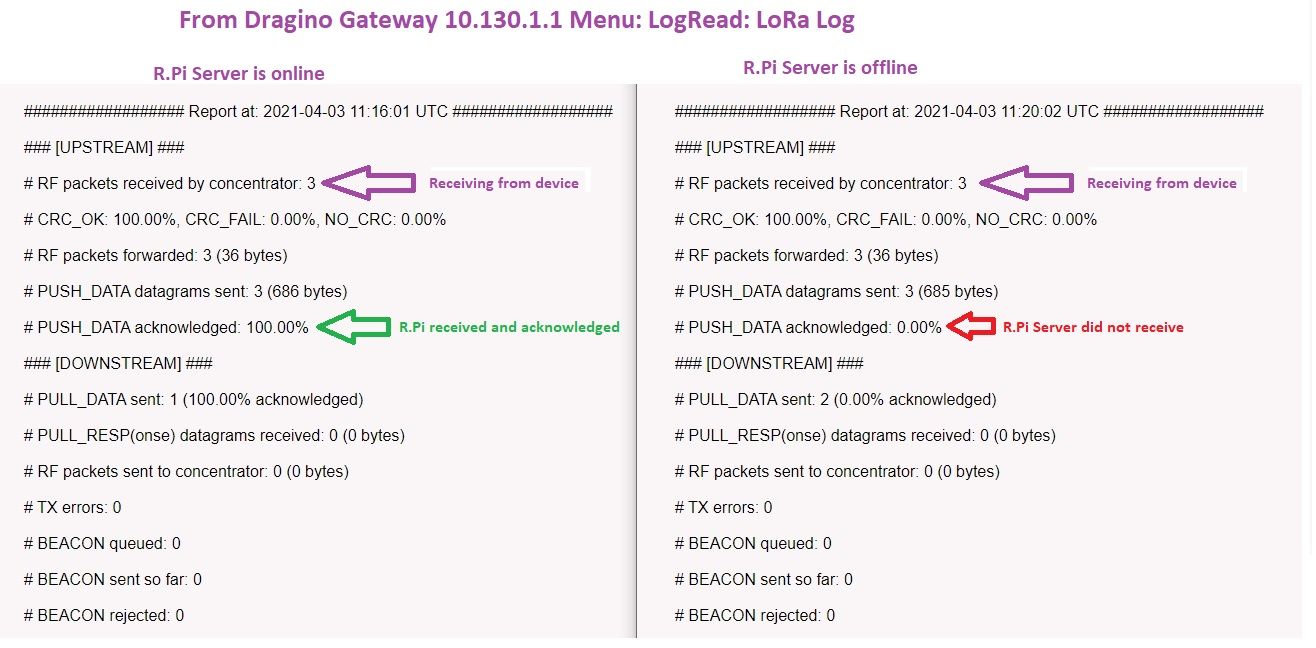 From Dragino Gateway 10.130.1.1 Menu: LogRead: LoRa Log
R.Pi Server is online
################## Report at: 2021-04-03 11:16:01 UTC ##################
### [UPSTREAM] ###
# RF packets received by concentrator: 3 Receiving from device
# CRC_OK: 100.00%, CRC_FAIL: 0.00%, NO_CRC: 0.00%
# RF packets forwarded: 3 (36 bytes)
# PUSH_DATA datagrams sent: 3 (686 bytes)
# PUSH_DATA acknowledged: 100.00% R.Pi received and acknowledged
### [DOWNSTREAM] ###
# PULL_DATA sent: 1 (100.00% acknowledged)
# PULL_RESP(onse) datagrams received: 0 (0 bytes)
# RF packets sent to concentrator: 0 (0 bytes)
# TX errors: 0
# BEACON queued: 0
# BEACON sent so far: 0
# BEACON rejected: 0
R.Pi Server is offline
################## Report at: 2021-04-03 11:20:02 UTC ##################
### [UPSTREAM] ###
# RF packets received by concentrator: 3 Receiving from device
# CRC_OK: 100.00%, CRC_FAIL: 0.00%, NO_CRC: 0.00%
# RF packets forwarded: 3 (36 bytes)
# PUSH_DATA datagrams sent: 3 (685 bytes)
# PUSH_DATA acknowledged: 0.00% R.Pi Server did not receive
### [DOWNSTREAM] ###
# PULL_DATA sent: 2 (0.00% acknowledged)
# PULL_RESP(onse) datagrams received: 0 (0 bytes)
# RF packets sent to concentrator: 0 (0 bytes)
# TX errors: 0
# BEACON queued: 0
# BEACON sent so far: 0
# BEACON rejected: 0